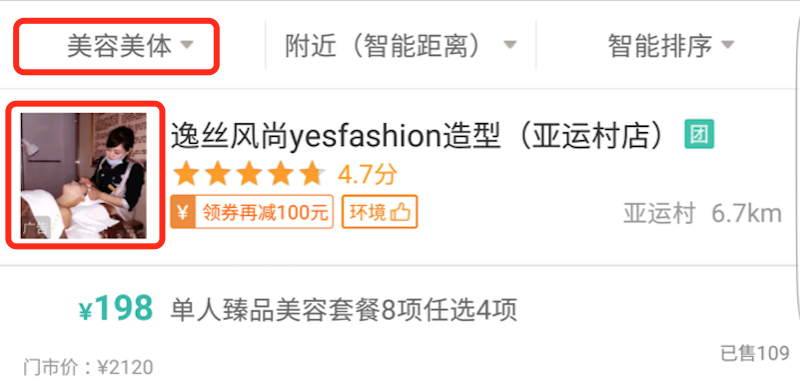 美容美体 附近（智能距离） 智能排序
逸丝风尚yesfashion造型（亚运村店） 团
4.7分
¥ 领券再减100元 环境 亚运村 6.7km
广告
¥198 单人臻品美容套餐8项任选4项
门市价：¥2120 已售109